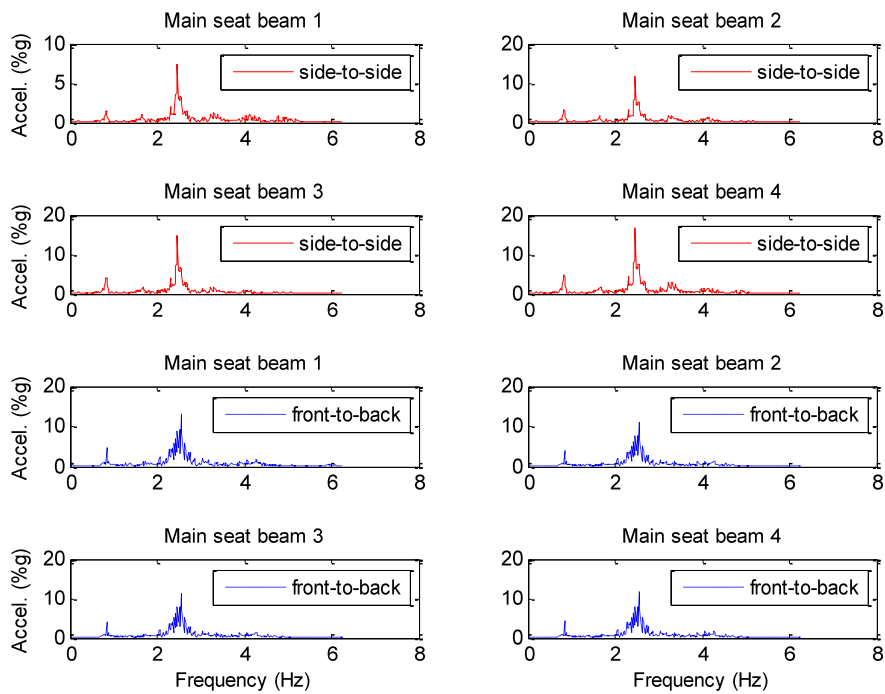 Main seat beam 1
Accel. (%g)
10
5
0
side-to-side
0 2 4 6 8
Main seat beam 2
20
10
0
side-to-side
0 2 4 6 8
Main seat beam 3
Accel. (%g)
20
10
0
side-to-side
0 2 4 6 8
Main seat beam 4
20
10
0
side-to-side
0 2 4 6 8
Main seat beam 1
Accel. (%g)
20
10
0
front-to-back
0 2 4 6 8
Main seat beam 2
20
10
0
front-to-back
0 2 4 6 8
Main seat beam 3
Accel. (%g)
20
10
0
front-to-back
0 2 4 6 8
Frequency (Hz)
Main seat beam 4
20
10
0
front-to-back
0 2 4 6 8
Frequency (Hz)